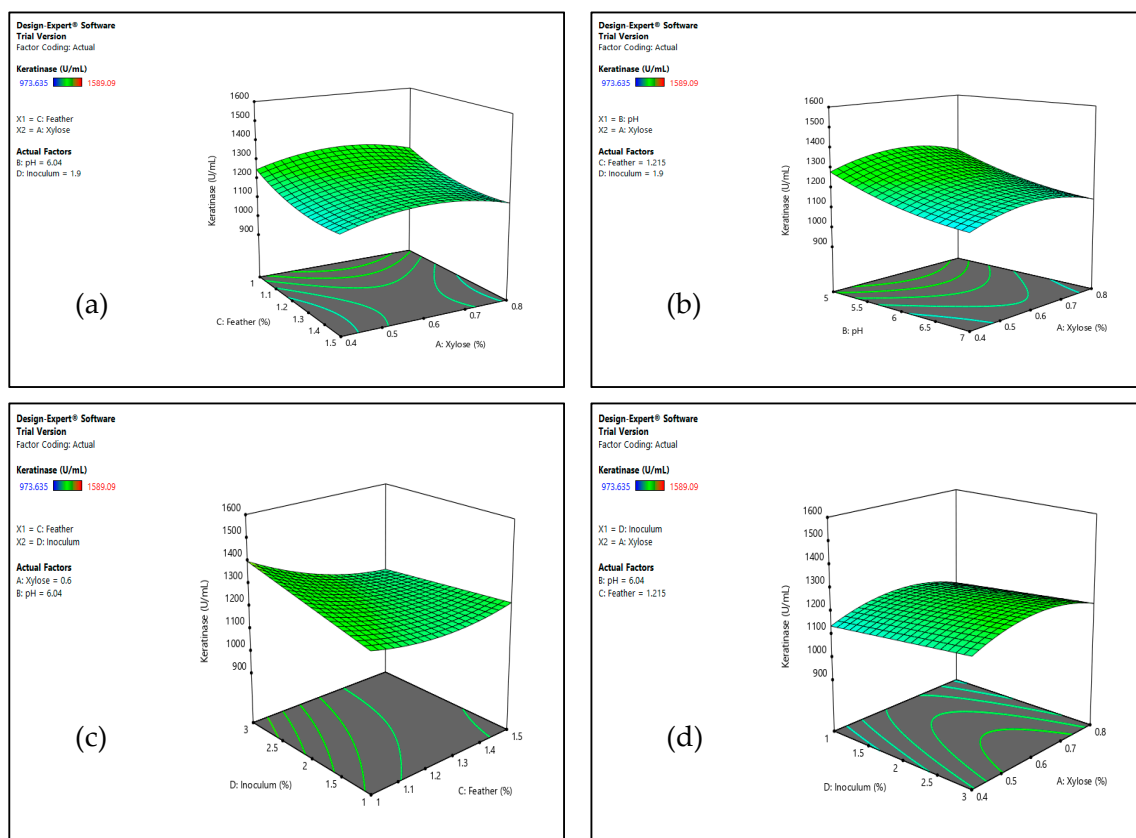 Design-Expert® Software
Trial Version
Factor Coding: Actual
Keratinase (U/mL)
973.635 1589.09
X1 = C: Feather
X2 = A: Xylose
Actual Factors
B: pH = 6.04
D: Inoculum = 1.9
1600
1500
1400
1300
1200
1100
1000
900
Keratinase (U/mL)
1
1.1
1.2
1.3
1.4
1.5
C: Feather (%)
0.4
0.5
0.6
0.7
0.8
A: Xylose (%)
(a)
Design-Expert® Software
Trial Version
Factor Coding: Actual
Keratinase (U/mL)
973.635 1589.09
X1 = B: pH
X2 = A: Xylose
Actual Factors
C: Feather = 1.215
D: Inoculum = 1.9
1600
1500
1400
1300
1200
1100
1000
900
Keratinase (U/mL)
5
5.5
6
6.5
7
B: pH
0.4
0.5
0.6
0.7
0.8
A: Xylose (%)
(b)
Design-Expert® Software
Trial Version
Factor Coding: Actual
Keratinase (U/mL)
973.635 1589.09
X1 = C: Feather
X2 = D: Inoculum
Actual Factors
A: Xylose = 0.6
B: pH = 6.04
1600
1500
1400
1300
1200
1100
1000
900
Keratinase (U/mL)
3
2.5
2
1.5
1
D: Inoculum (%)
1
1.1
1.2
1.3
1.4
1.5
C: Feather (%)
(c)
Design-Expert® Software
Trial Version
Factor Coding: Actual
Keratinase (U/mL)
973.635 1589.09
X1 = D: Inoculum
X2 = A: Xylose
Actual Factors
B: pH = 6.04
C: Feather = 1.215
1600
1500
1400
1300
1200
1100
1000
900
Keratinase (U/mL)
1
1.5
2
2.5
3
D: Inoculum (%)
0.4
0.5
0.6
0.7
0.8
A: Xylose (%)
(d)